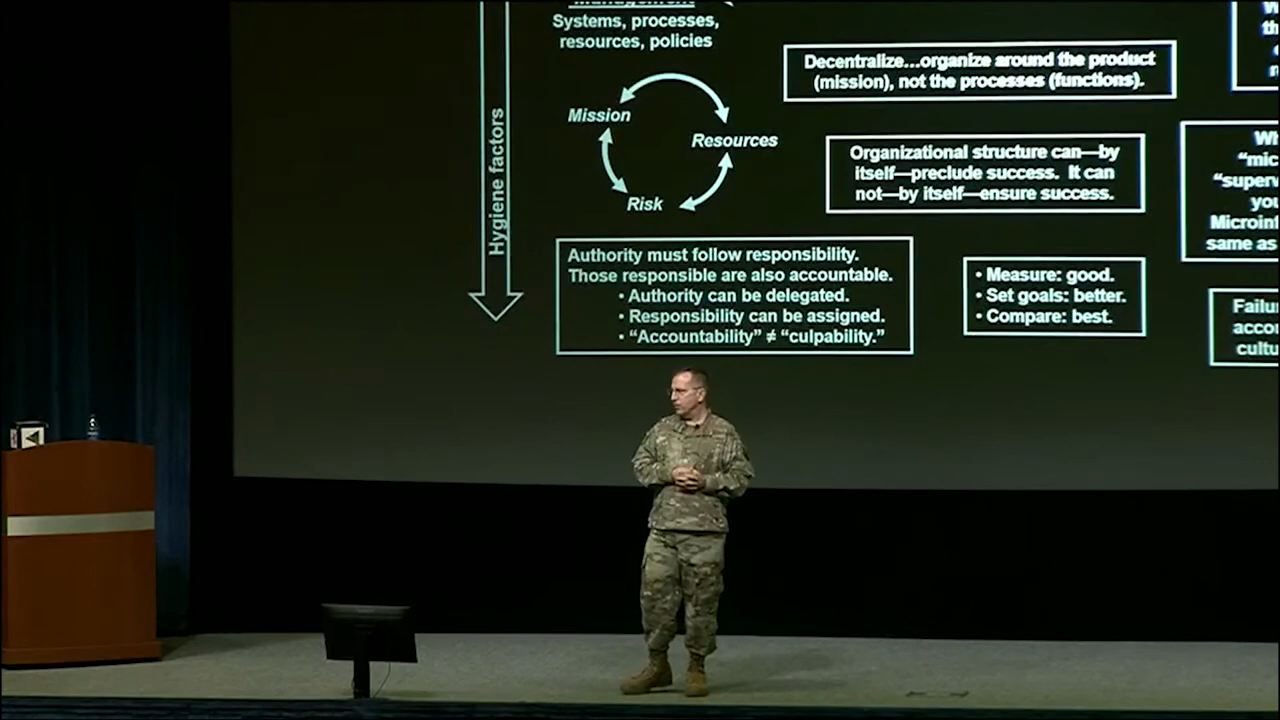 Management
Systems, processes,
resources, policies
Mission
Resources
Risk
Hygiene factors
Decentralize...organize around the product
(mission), not the processes (functions).
Organizational structure can—by
itself—preclude success. It can
not—by itself—ensure success.
Authority must follow responsibility.
Those responsible are also accountable.
• Authority can be delegated.
• Responsibility can be assigned.
• “Accountability” ≠ “culpability.”
• Measure: good.
• Set goals: better.
• Compare: best.
same as